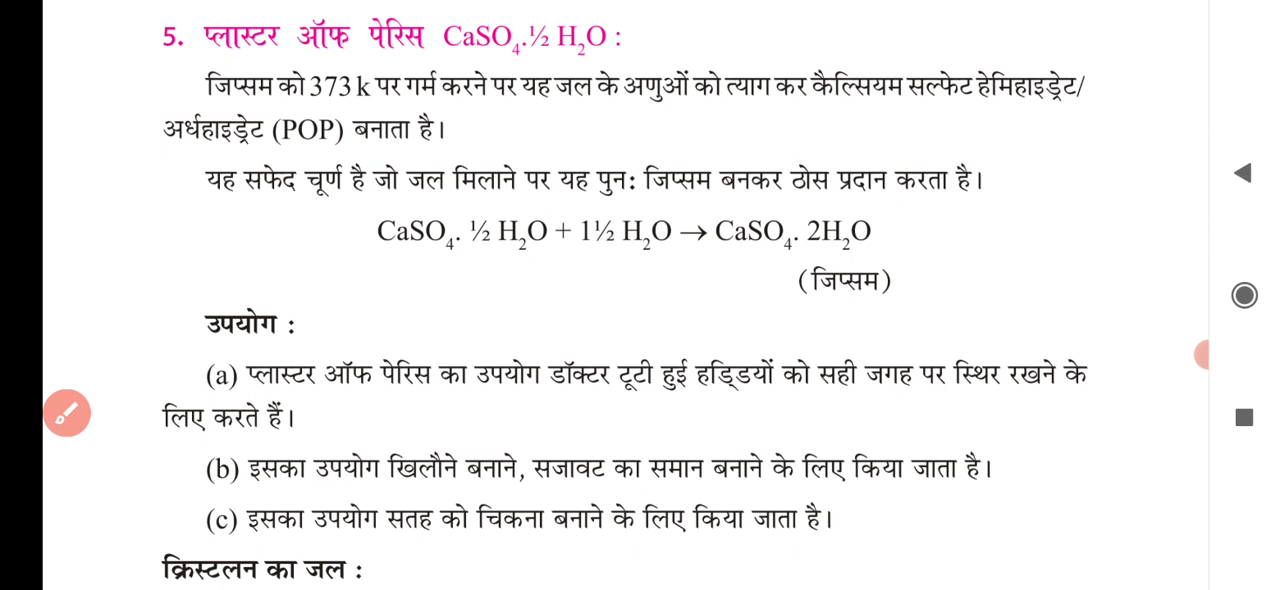 5. प्लास्टर ऑफ पेरिस CaSO₄.½ H₂O :
जिप्सम को 373 k पर गर्म करने पर यह जल के अणुओं को त्याग कर कैल्सियम सल्फेट हेमिहाइड्रेट/
अर्धहाइड्रेट (POP) बनाता है।
यह सफेद चूर्ण है जो जल मिलाने पर यह पुन: जिप्सम बनकर ठोस प्रदान करता है।
CaSO₄. ½ H₂O + 1½ H₂O → CaSO₄. 2H₂O
(जिप्सम)
उपयोग :
(a) प्लास्टर ऑफ पेरिस का उपयोग डॉक्टर टूटी हुई हड्डियों को सही जगह पर स्थिर रखने के
लिए करते हैं।
(b) इसका उपयोग खिलौने बनाने, सजावट का समान बनाने के लिए किया जाता है।
(c) इसका उपयोग सतह को चिकना बनाने के लिए किया जाता है।
क्रिस्टलन का जल :